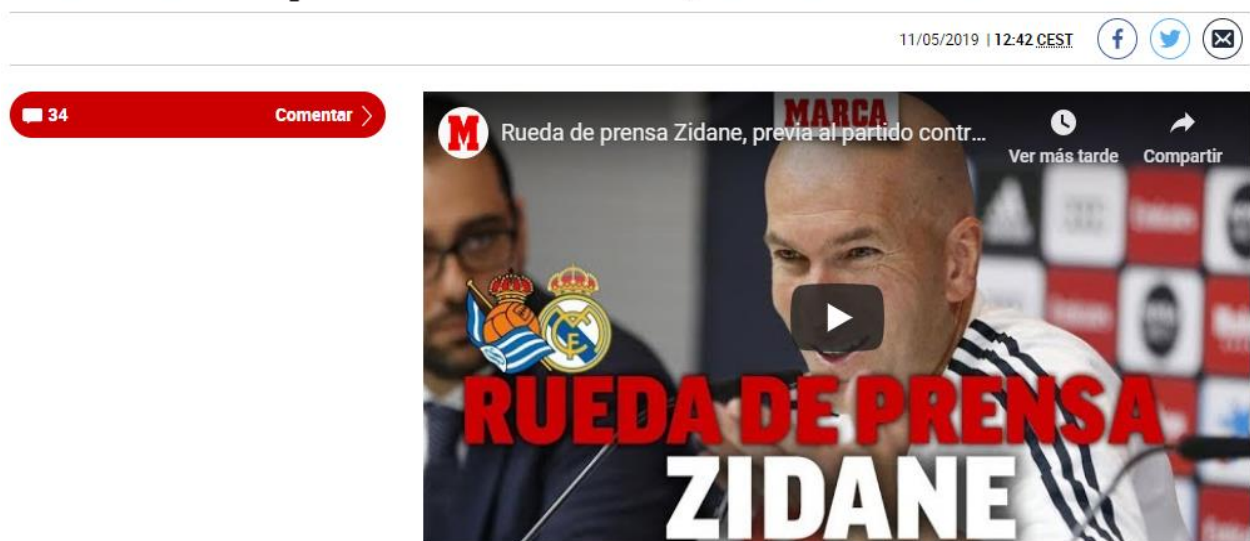 11/05/2019 | 12:42 CEST
34
Comentar
MARCA
M Rueda de prensa Zidane, previa al partido contr...
Ver más tarde
Compartir
RUEDA DE PRENSA
ZIDANE